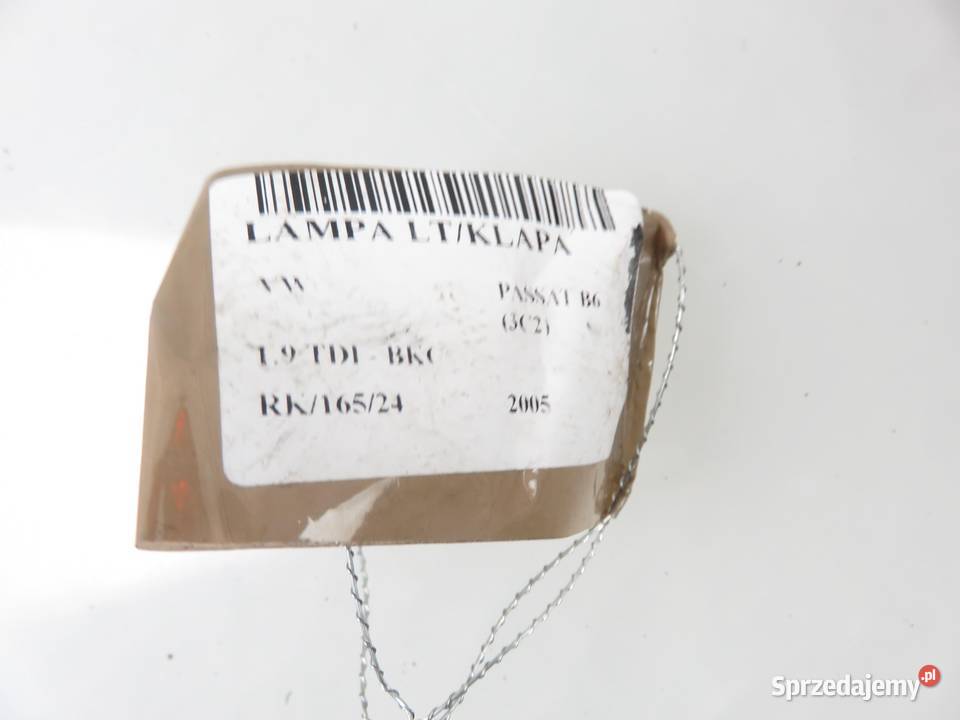 LAMPA LT/KLAPA
VW PASSAT B6
(3C2)
1.9 TDI - BKC
RK/165/24 2005
Sprzedajemy.pl